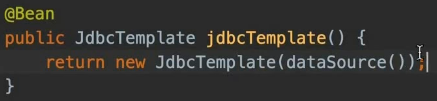 @Bean
public JdbcTemplate jdbcTemplate() {
    return new JdbcTemplate(dataSource());
}